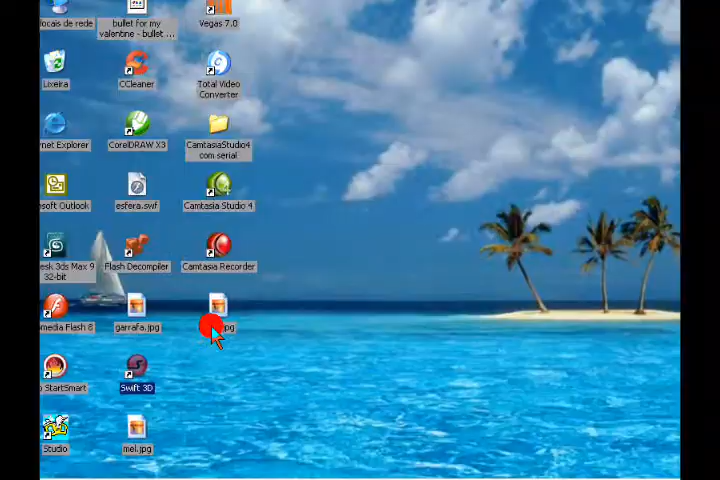 locais de rede
bullet for my
valentine - bullet ...
Vegas 7.0
Lixeira
CCleaner
Total Video
Converter
net Explorer
CorelDRAW X3
CamtasiaStudio4
com serial
soft Outlook
esfera.swf
Camtasia Studio 4
esk 3ds Max 9
32-bit
Flash Decompiler
Camtasia Recorder
media Flash 8
garrafa.jpg
jpg
o StartSmart
Swift 3D
Studio
mel.jpg